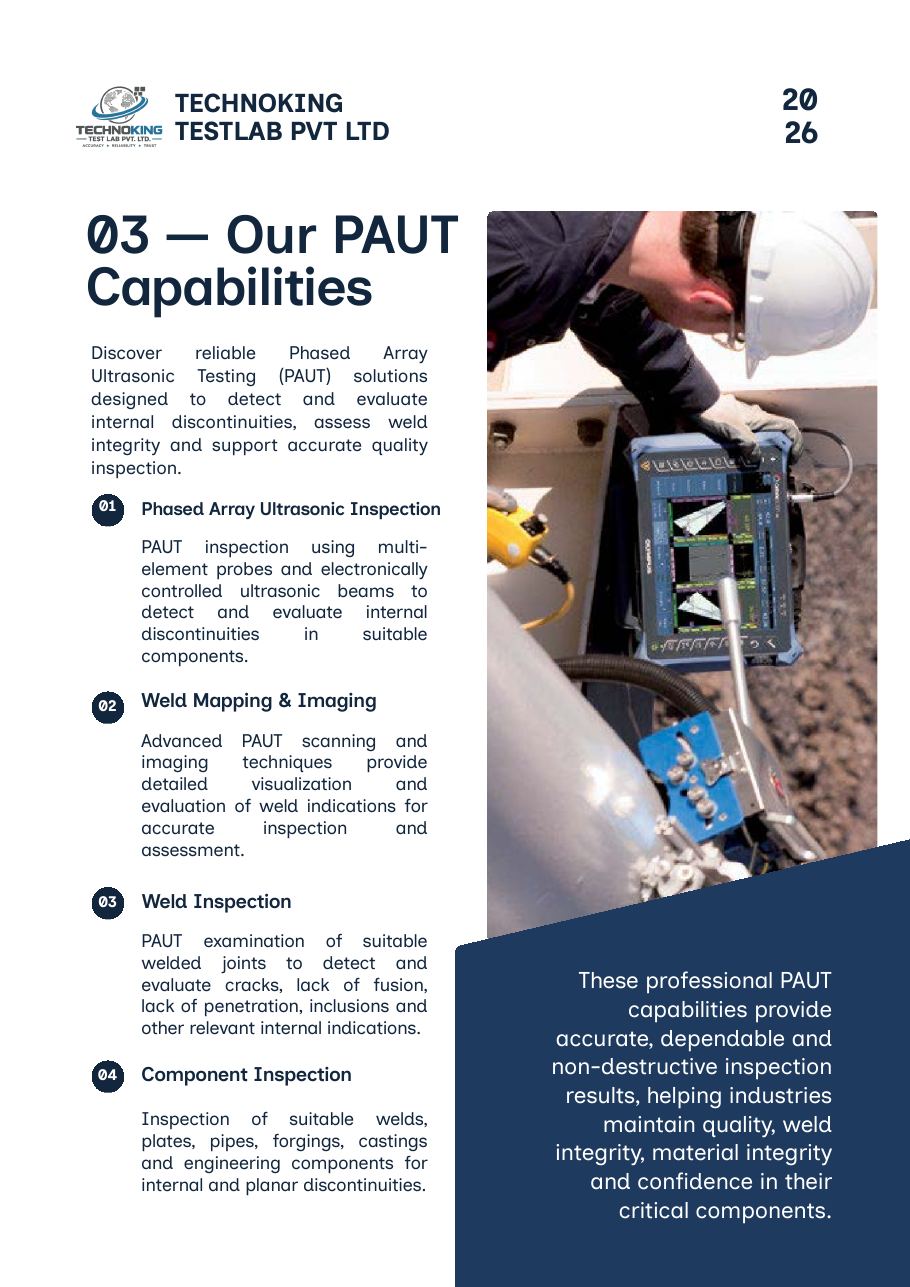 TECHNOKING
TEST LAB PVT. LTD.
ACCURACY • RELIABILITY • TRUST
TECHNOKING
TESTLAB PVT LTD
20
26
03 — Our PAUT
Capabilities
Discover reliable Phased Array
Ultrasonic Testing (PAUT) solutions
designed to detect and evaluate
internal discontinuities, assess weld
integrity and support accurate quality
inspection.
01
Phased Array Ultrasonic Inspection
PAUT inspection using multi-
element probes and electronically
controlled ultrasonic beams to
detect and evaluate internal
discontinuities in suitable
components.
02
Weld Mapping & Imaging
Advanced PAUT scanning and
imaging techniques provide
detailed visualization and
evaluation of weld indications for
accurate inspection and
assessment.
03
Weld Inspection
PAUT examination of suitable
welded joints to detect and
evaluate cracks, lack of fusion,
lack of penetration, inclusions and
other relevant internal indications.
04
Component Inspection
Inspection of suitable welds,
plates, pipes, forgings, castings
and engineering components for
internal and planar discontinuities.
OLYMPUS
These professional PAUT
capabilities provide
accurate, dependable and
non-destructive inspection
results, helping industries
maintain quality, weld
integrity, material integrity
and confidence in their
critical components.